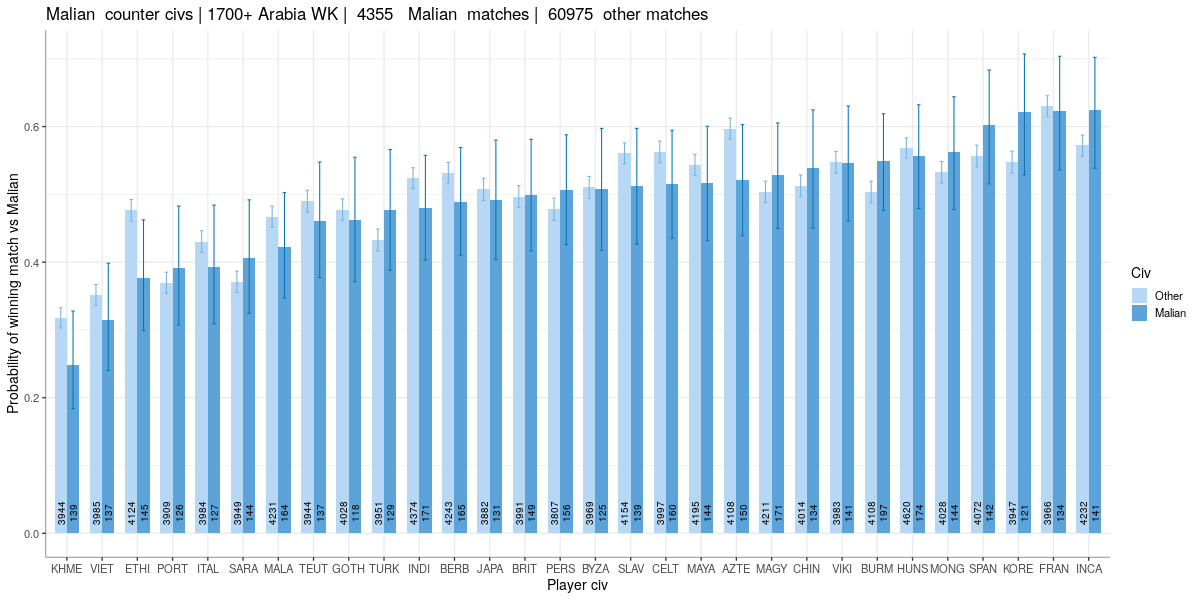 Malian counter civs | 1700+ Arabia WK | 4355 Malian matches | 60975 other matches
Probability of winning match vs Malian
0.6
0.4
0.2
0.0
3944 139 3985 137 4124 145 3909 126 3984 127 3949 144 4231 164 3944 137 4028 118 3951 129 4374 171 4243 165 3882 131 3991 149 3807 156 3969 125 4154 139 3997 160 4195 144 4108 150 4211 171 4014 134 3983 141 4108 197 4620 174 4028 144 4072 142 3947 121 3966 134 4232 141
KHME VIET ETHI PORT ITAL SARA MALA TEUT GOTH TURK INDI BERB JAPA BRIT PERS BYZA SLAV CELT MAYA AZTE MAGY CHIN VIKI BURM HUNS MONG SPAN KORE FRAN INCA
Player civ
Civ
Other
Malian